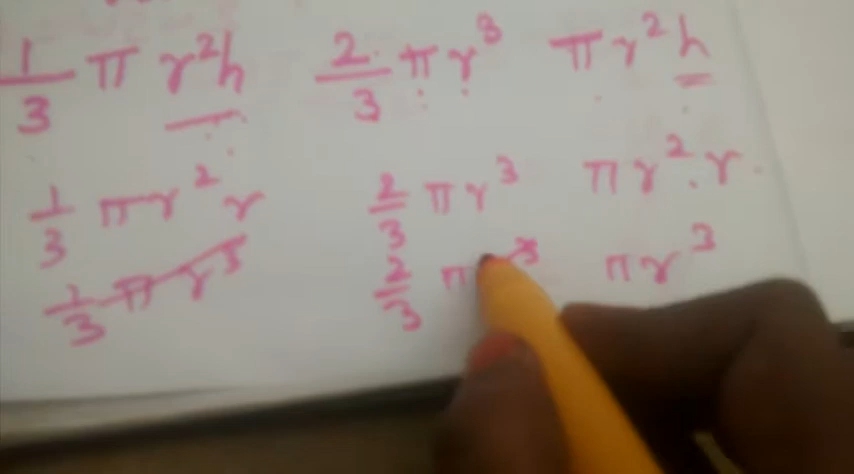 1/3 π r²h 2/3 π r³ π r²h
1/3 π r² r 2/3 π r³ π r². r
1/3 π r³ 2/3 π r³ π r³